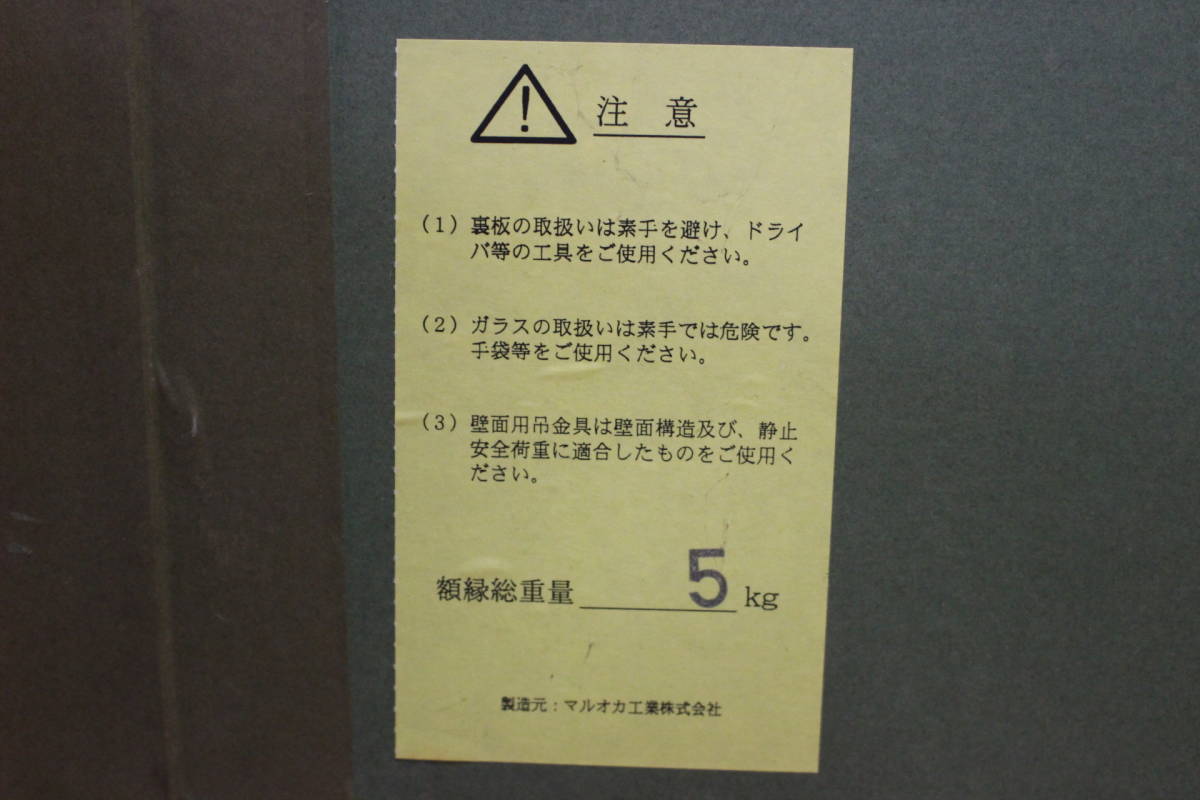 注 意
(1) 裏板の取扱いは素手を避け、ドライ
バ等の工具をご使用ください。
(2) ガラスの取扱いは素手では危険です。
手袋等をご使用ください。
(3) 壁面用吊金具は壁面構造及び、静止
安全荷重に適合したものをご使用く
ださい。
額縁総重量 5 kg
製造元：マルオカ工業株式会社